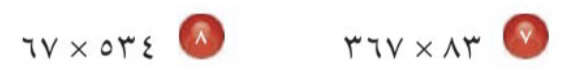 ٧ ٨٣ × ٣٦٧ ٨ ٥٣٤ × ٦٧